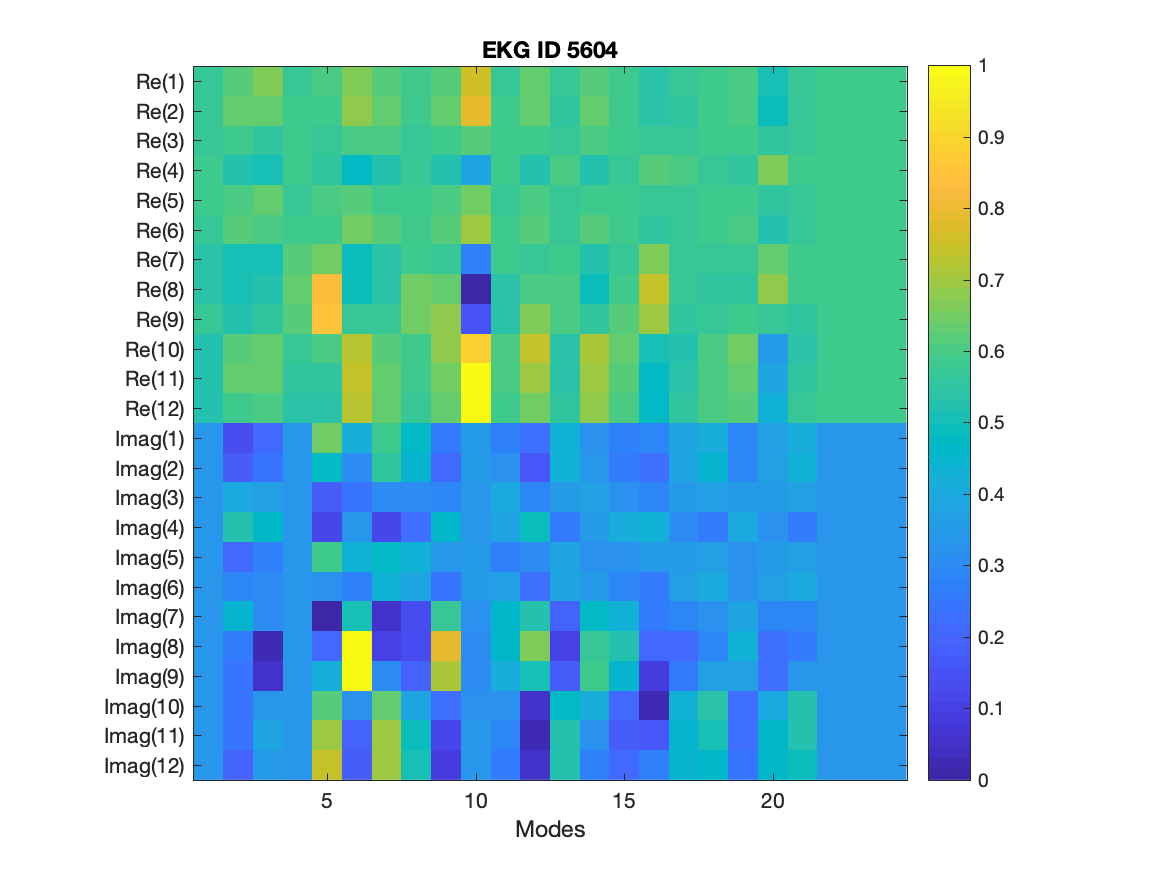 EKG ID 5604
Re(1)
Re(2)
Re(3)
Re(4)
Re(5)
Re(6)
Re(7)
Re(8)
Re(9)
Re(10)
Re(11)
Re(12)
Imag(1)
Imag(2)
Imag(3)
Imag(4)
Imag(5)
Imag(6)
Imag(7)
Imag(8)
Imag(9)
Imag(10)
Imag(11)
Imag(12)
5 10 15 20
Modes
1
0.9
0.8
0.7
0.6
0.5
0.4
0.3
0.2
0.1
0